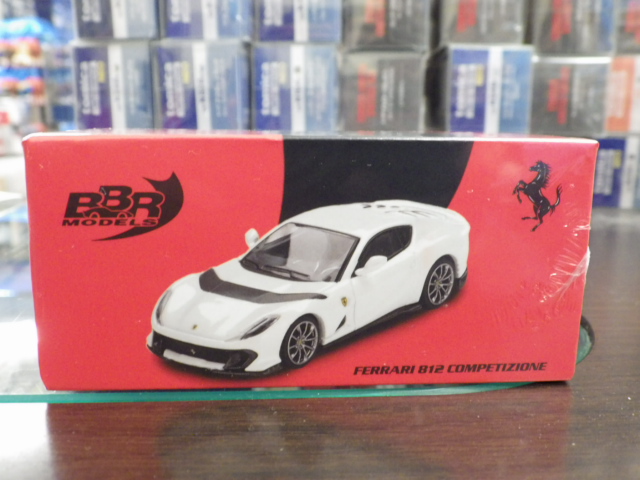 BBR
MODELS
FERRARI 812 COMPETIZIONE